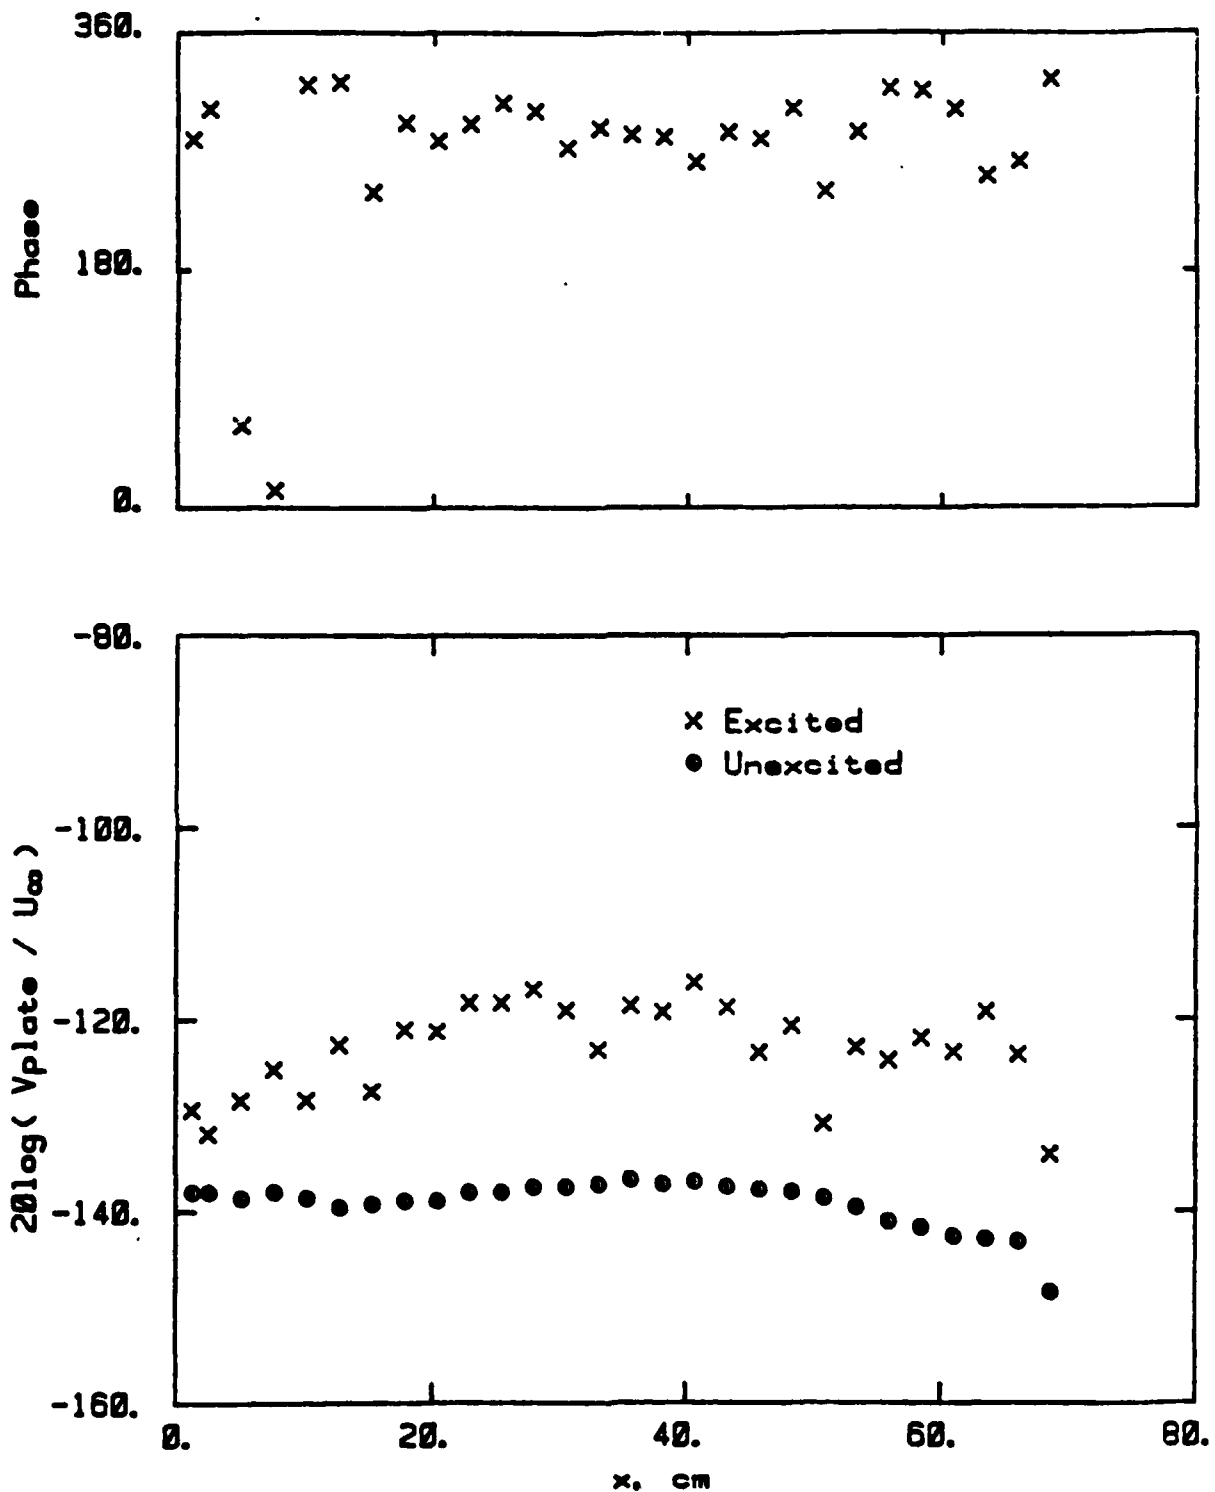 360.
180.
0.
Phase
-80.
-100.
-120.
-140.
-160.
20log( Vplate / U∞ )
× Excited
● Unexcited
0. 20. 40. 60. 80.
x, cm